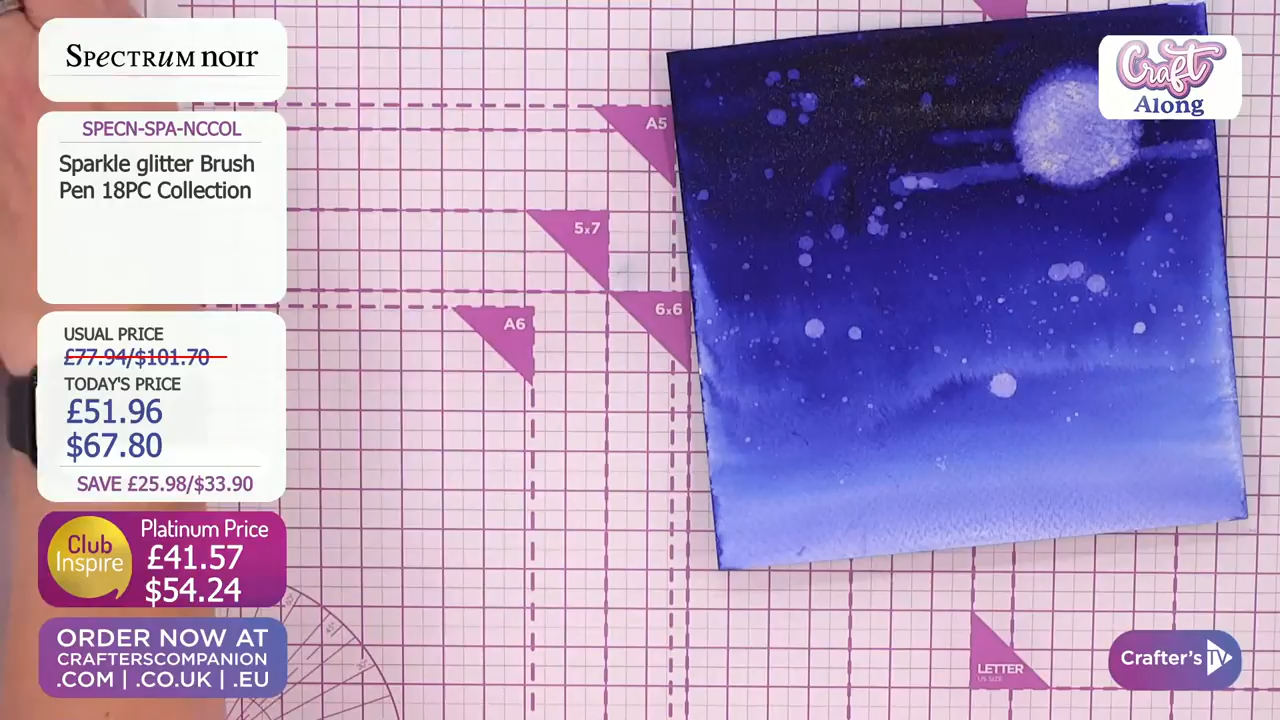 SPECTRUM NOIR
SPECN-SPA-NCCOL
Sparkle glitter Brush
Pen 18PC Collection
USUAL PRICE
£77.94/$101.70
TODAY'S PRICE
£51.96
$67.80
SAVE £25.98/$33.90
Club
Inspire
Platinum Price
£41.57
$54.24
ORDER NOW AT
CRAFTERSCOMPANION
.COM | .CO.UK | .EU
A5
5x7
6x6
A6
LETTER
US SIZE
Craft
Along
Crafter's TV